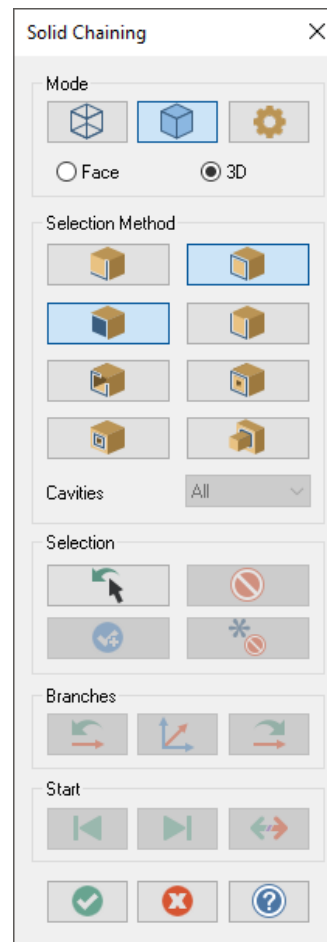 Solid Chaining
Mode
Face
3D
Selection Method
Cavities
All
Selection
Branches
Start